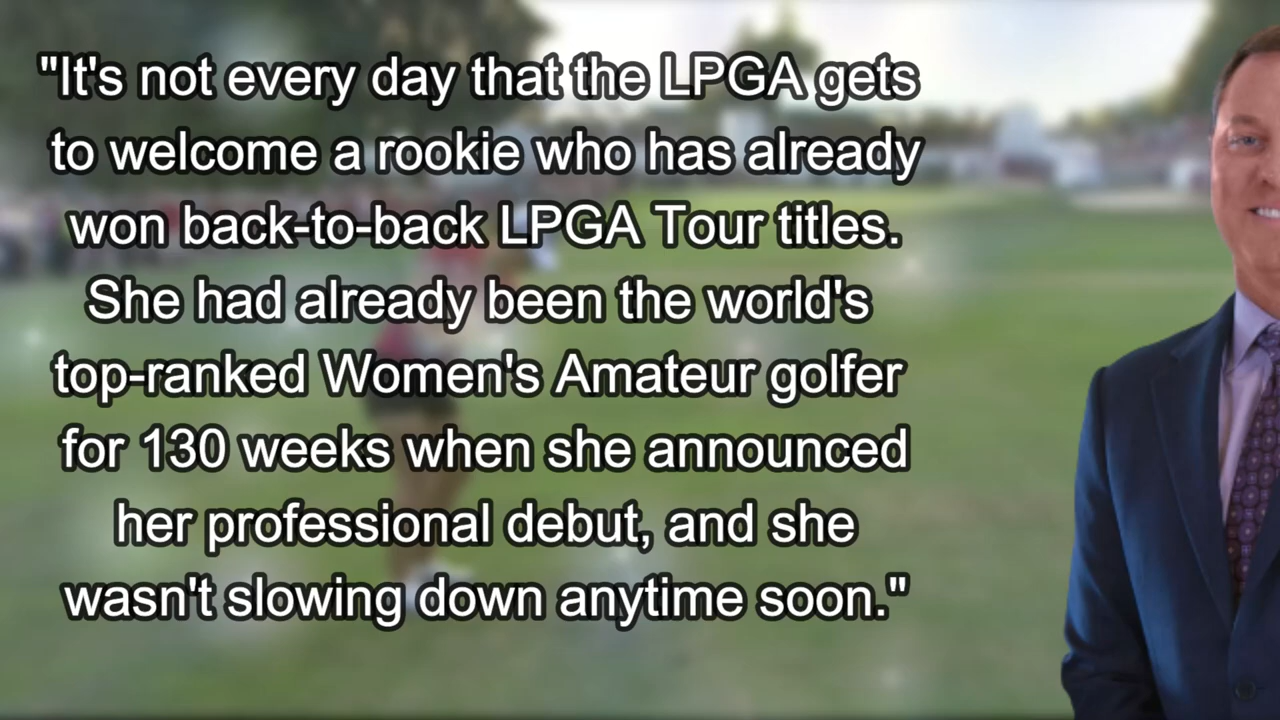 "It's not every day that the LPGA gets
to welcome a rookie who has already
won back-to-back LPGA Tour titles.
She had already been the world's
top-ranked Women's Amateur golfer
for 130 weeks when she announced
her professional debut, and she
wasn't slowing down anytime soon."